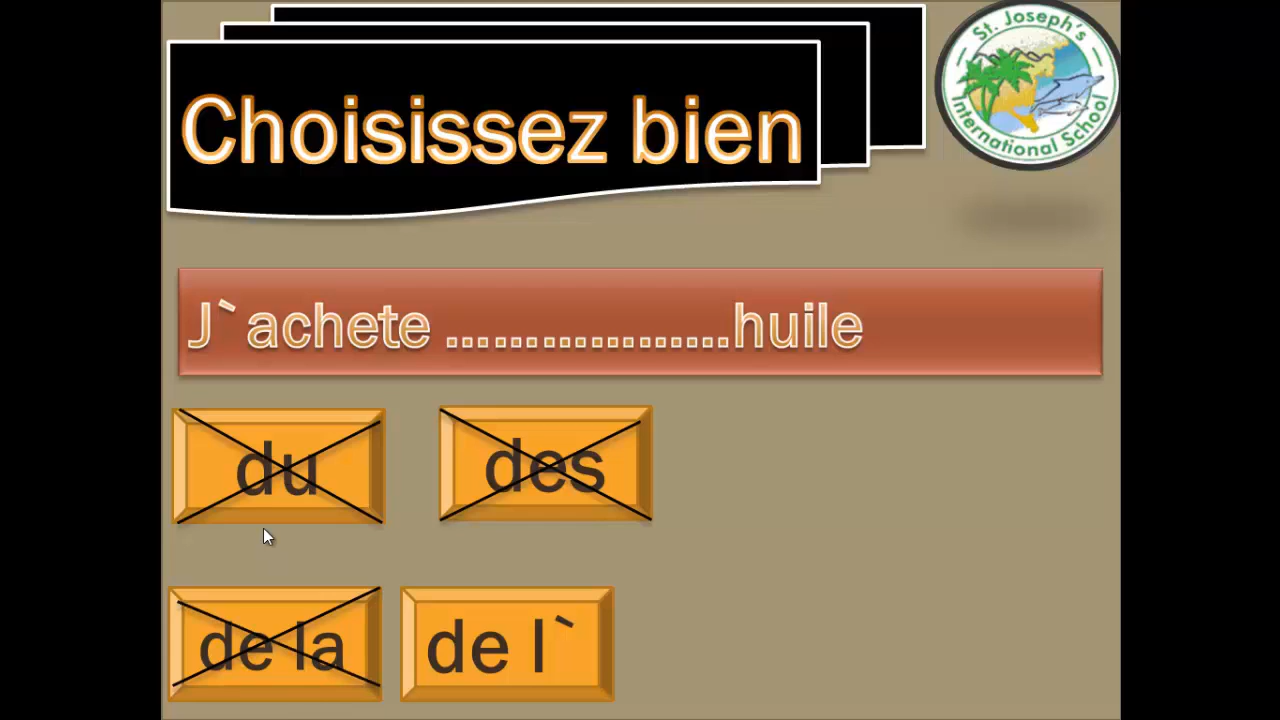 Choisissez bien
St. Joseph's
International School
J`achete ..................huile
du
des
de la
de l`